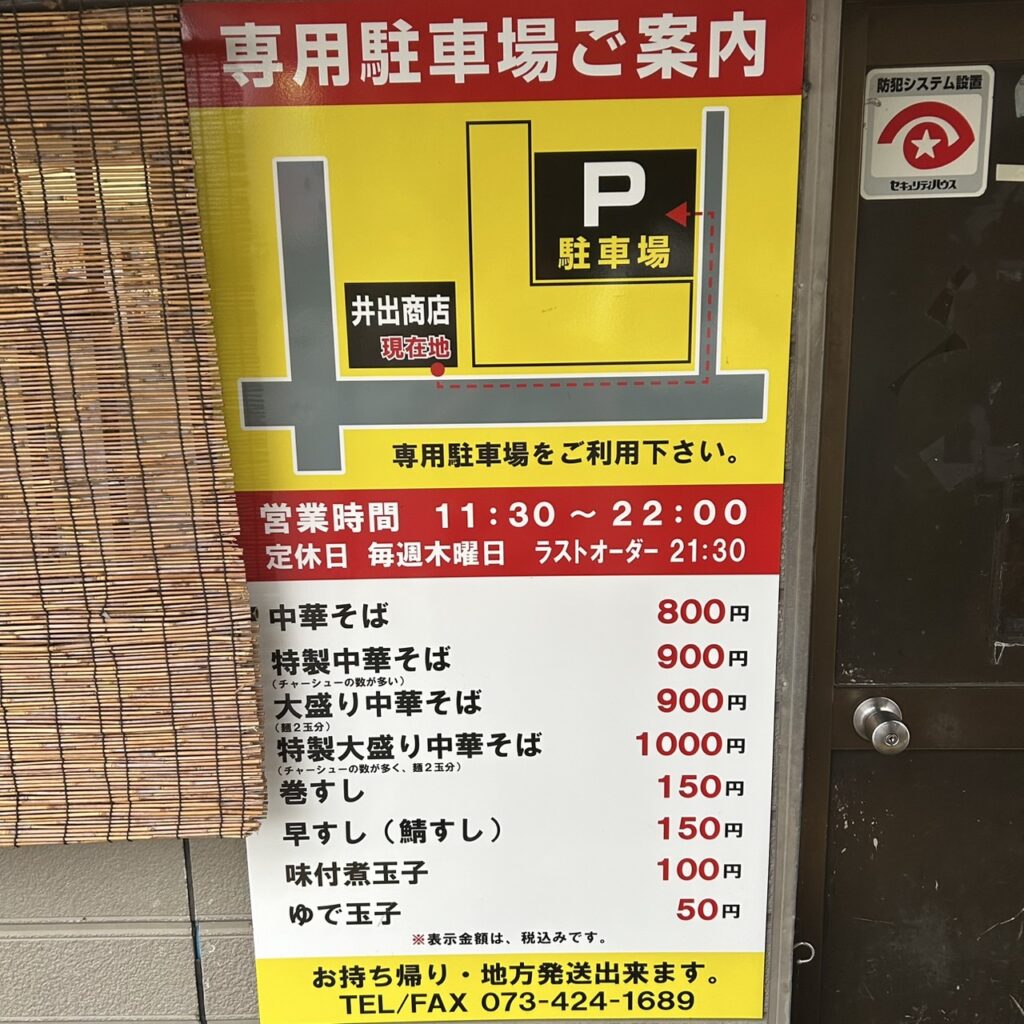 専用駐車場ご案内
防犯システム設置
セキュリティハウス
P
駐車場
井出商店
現在地
専用駐車場をご利用下さい。
営業時間 11:30～22:00
定休日 毎週木曜日 ラストオーダー 21:30
中華そば 800円
特製中華そば 900円
(チャーシューの数が多い)
大盛り中華そば 900円
(麺2玉分)
特製大盛り中華そば 1000円
(チャーシューの数が多く、麺2玉分)
巻すし 150円
早すし(鯖すし) 150円
味付煮玉子 100円
ゆで玉子 50円
※表示金額は、税込みです。
お持ち帰り・地方発送出来ます。
TEL/FAX 073-424-1689